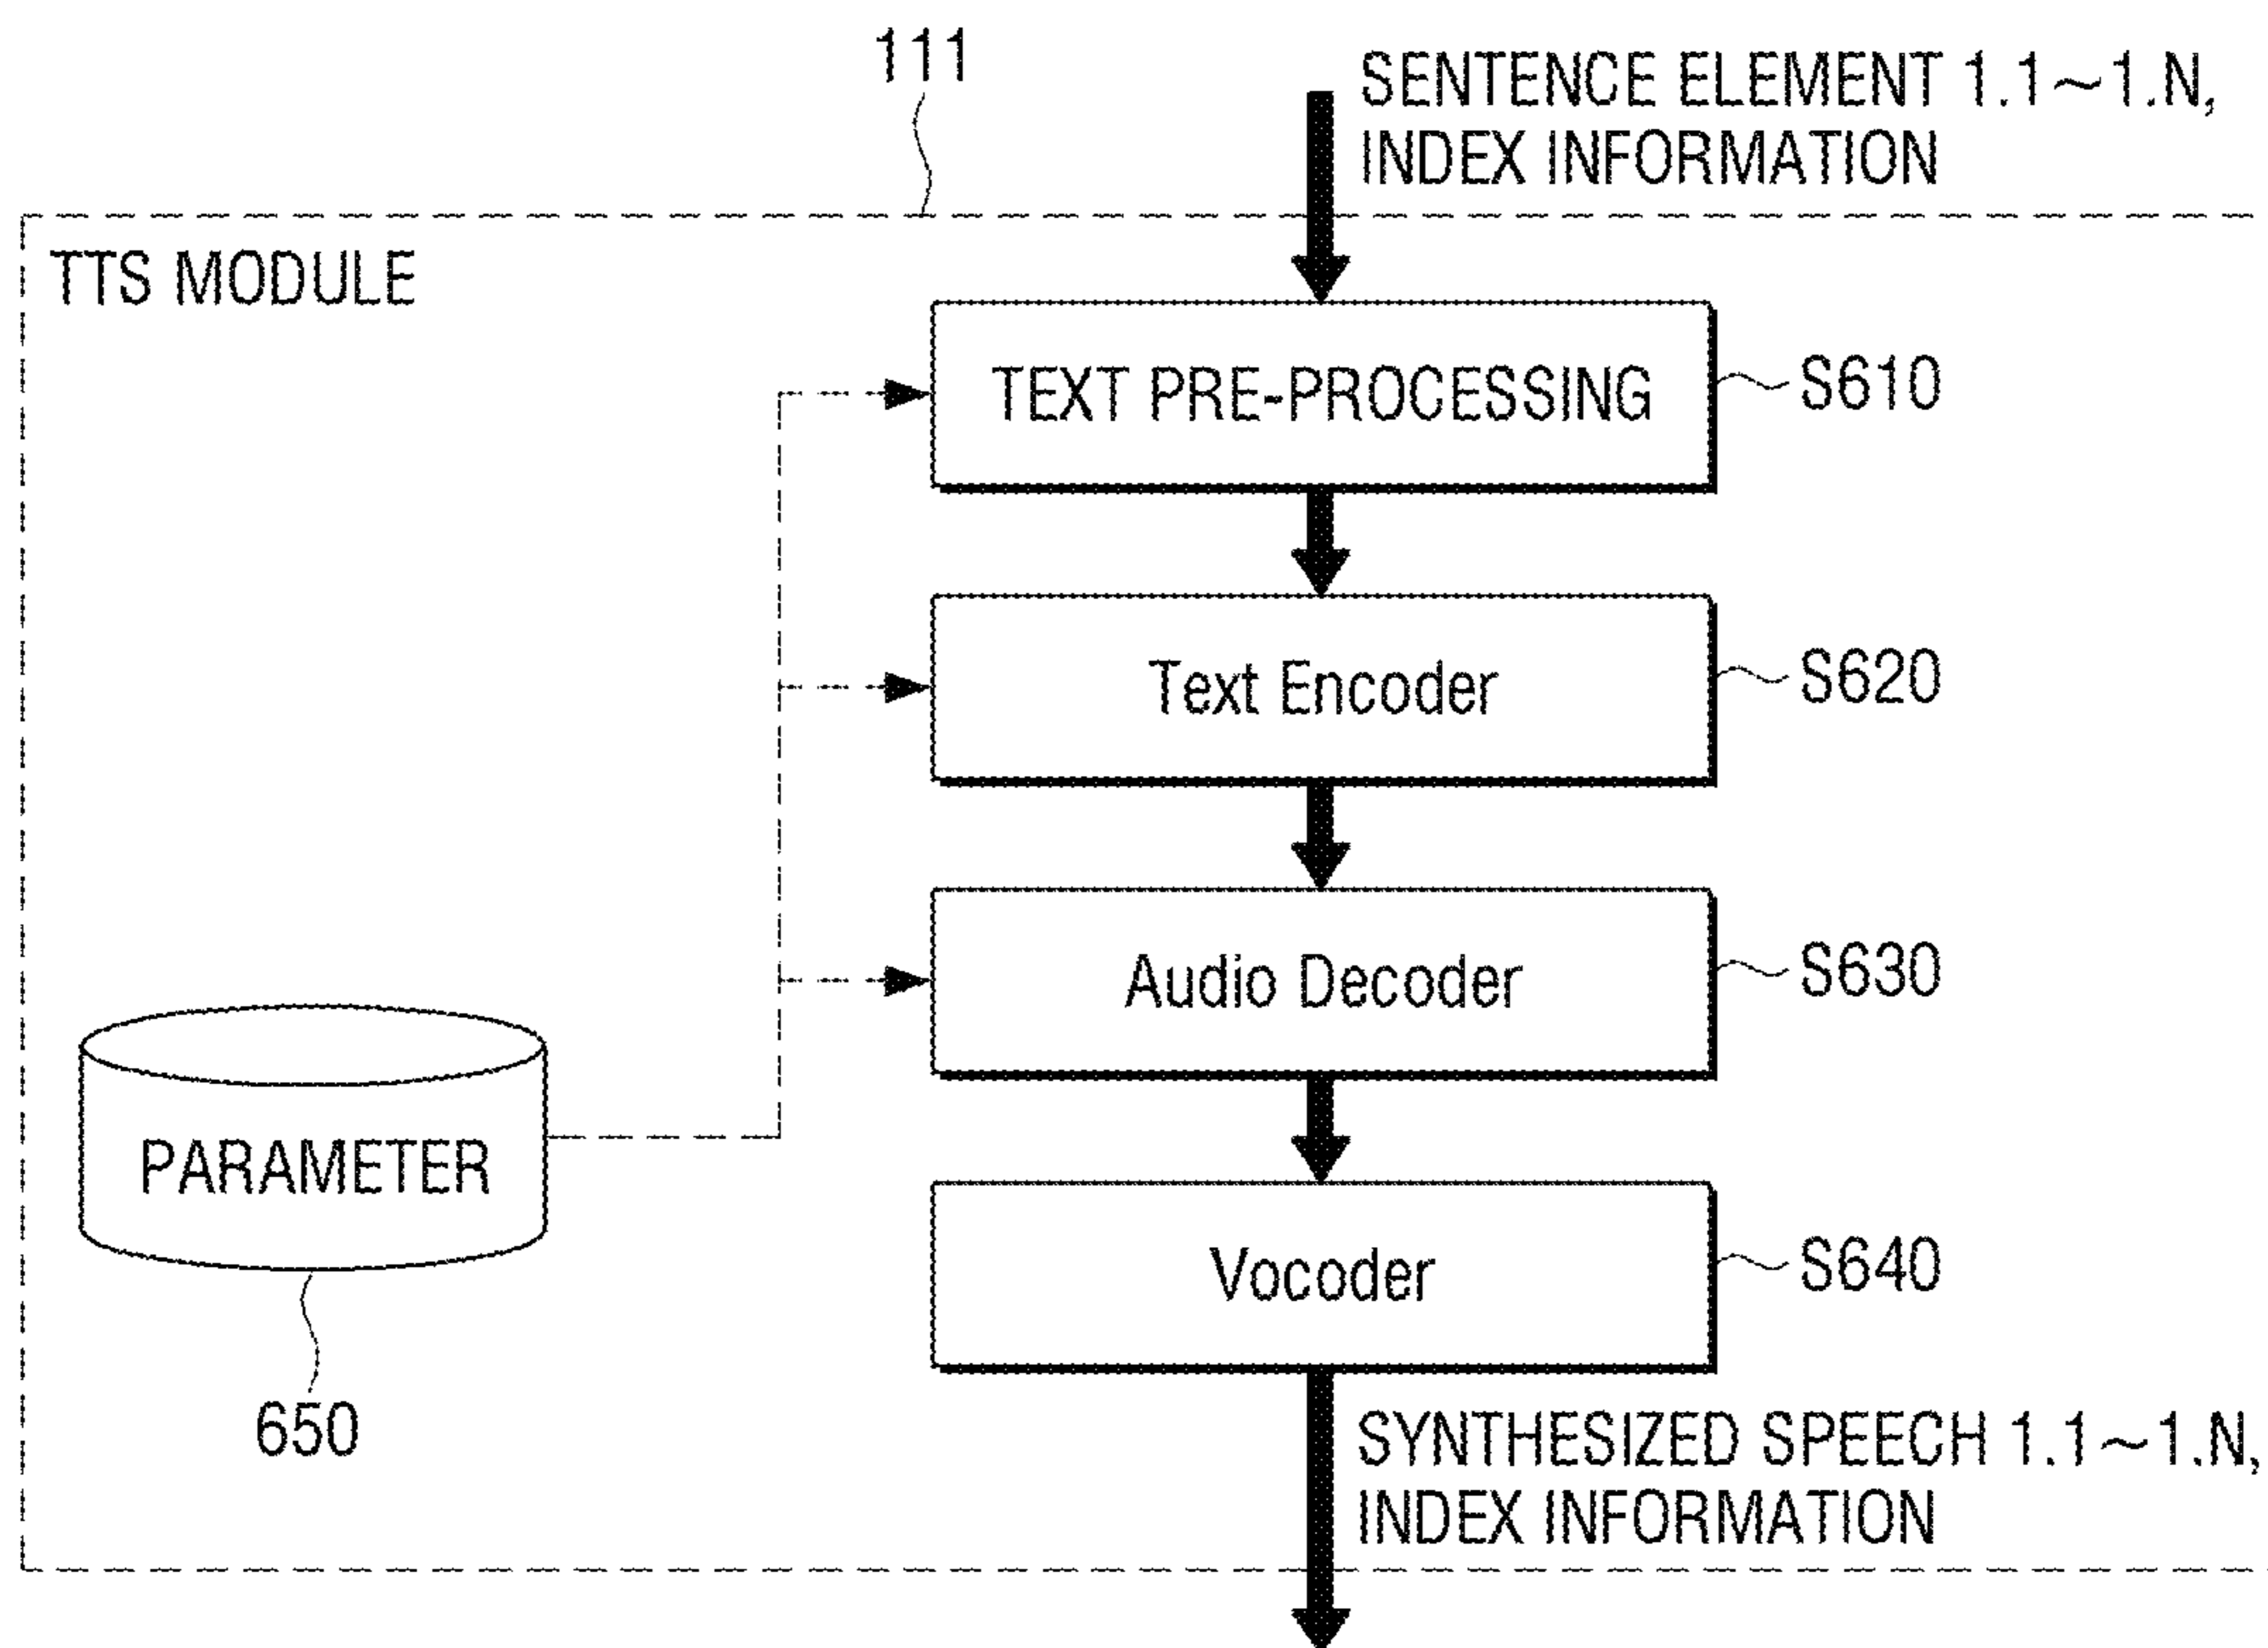 111
SENTENCE ELEMENT 1.1~1.N,
INDEX INFORMATION
TTS MODULE
TEXT PRE-PROCESSING
S610
Text Encoder
S620
Audio Decoder
S630
PARAMETER
650
Vocoder
S640
SYNTHESIZED SPEECH 1.1~1.N,
INDEX INFORMATION